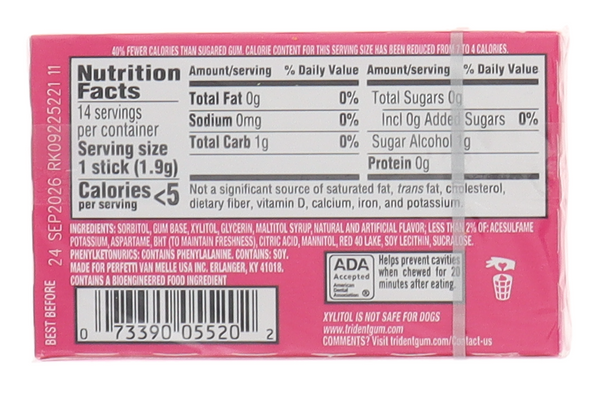 40% FEWER CALORIES THAN SUGARED GUM. CALORIE CONTENT FOR THIS SERVING SIZE HAS BEEN REDUCED FROM 7 TO 4 CALORIES.
Nutrition Facts
14 servings per container
Serving size
1 stick (1.9g)
Calories per serving <5
Amount/serving % Daily Value Amount/serving % Daily Value
Total Fat 0g 0% Total Sugars 0g
Sodium 0mg 0% Incl 0g Added Sugars 0%
Total Carb 1g 0% Sugar Alcohol 1g
Protein 0g
Not a significant source of saturated fat, trans fat, cholesterol,
dietary fiber, vitamin D, calcium, iron, and potassium.
INGREDIENTS: SORBITOL, GUM BASE, XYLITOL, GLYCERIN, MALTITOL SYRUP, NATURAL AND ARTIFICIAL FLAVOR; LESS THAN 2% OF: ACESULFAME
POTASSIUM, ASPARTAME, BHT (TO MAINTAIN FRESHNESS), CITRIC ACID, MANNITOL, RED 40 LAKE, SOY LECITHIN, SUCRALOSE.
PHENYLKETONURICS: CONTAINS PHENYLALANINE. CONTAINS: SOY.
MADE FOR PERFETTI VAN MELLE USA INC. ERLANGER, KY 41018.
CONTAINS A BIOENGINEERED FOOD INGREDIENT
BEST BEFORE 24 SEP2026 RK09225221 11
0 73390 05520 2
ADA
Accepted
American
Dental
Association ®
Helps prevent cavities
when chewed for 20
minutes after eating.
XYLITOL IS NOT SAFE FOR DOGS
www.tridentgum.com
COMMENTS? Visit tridentgum.com/Contact-us